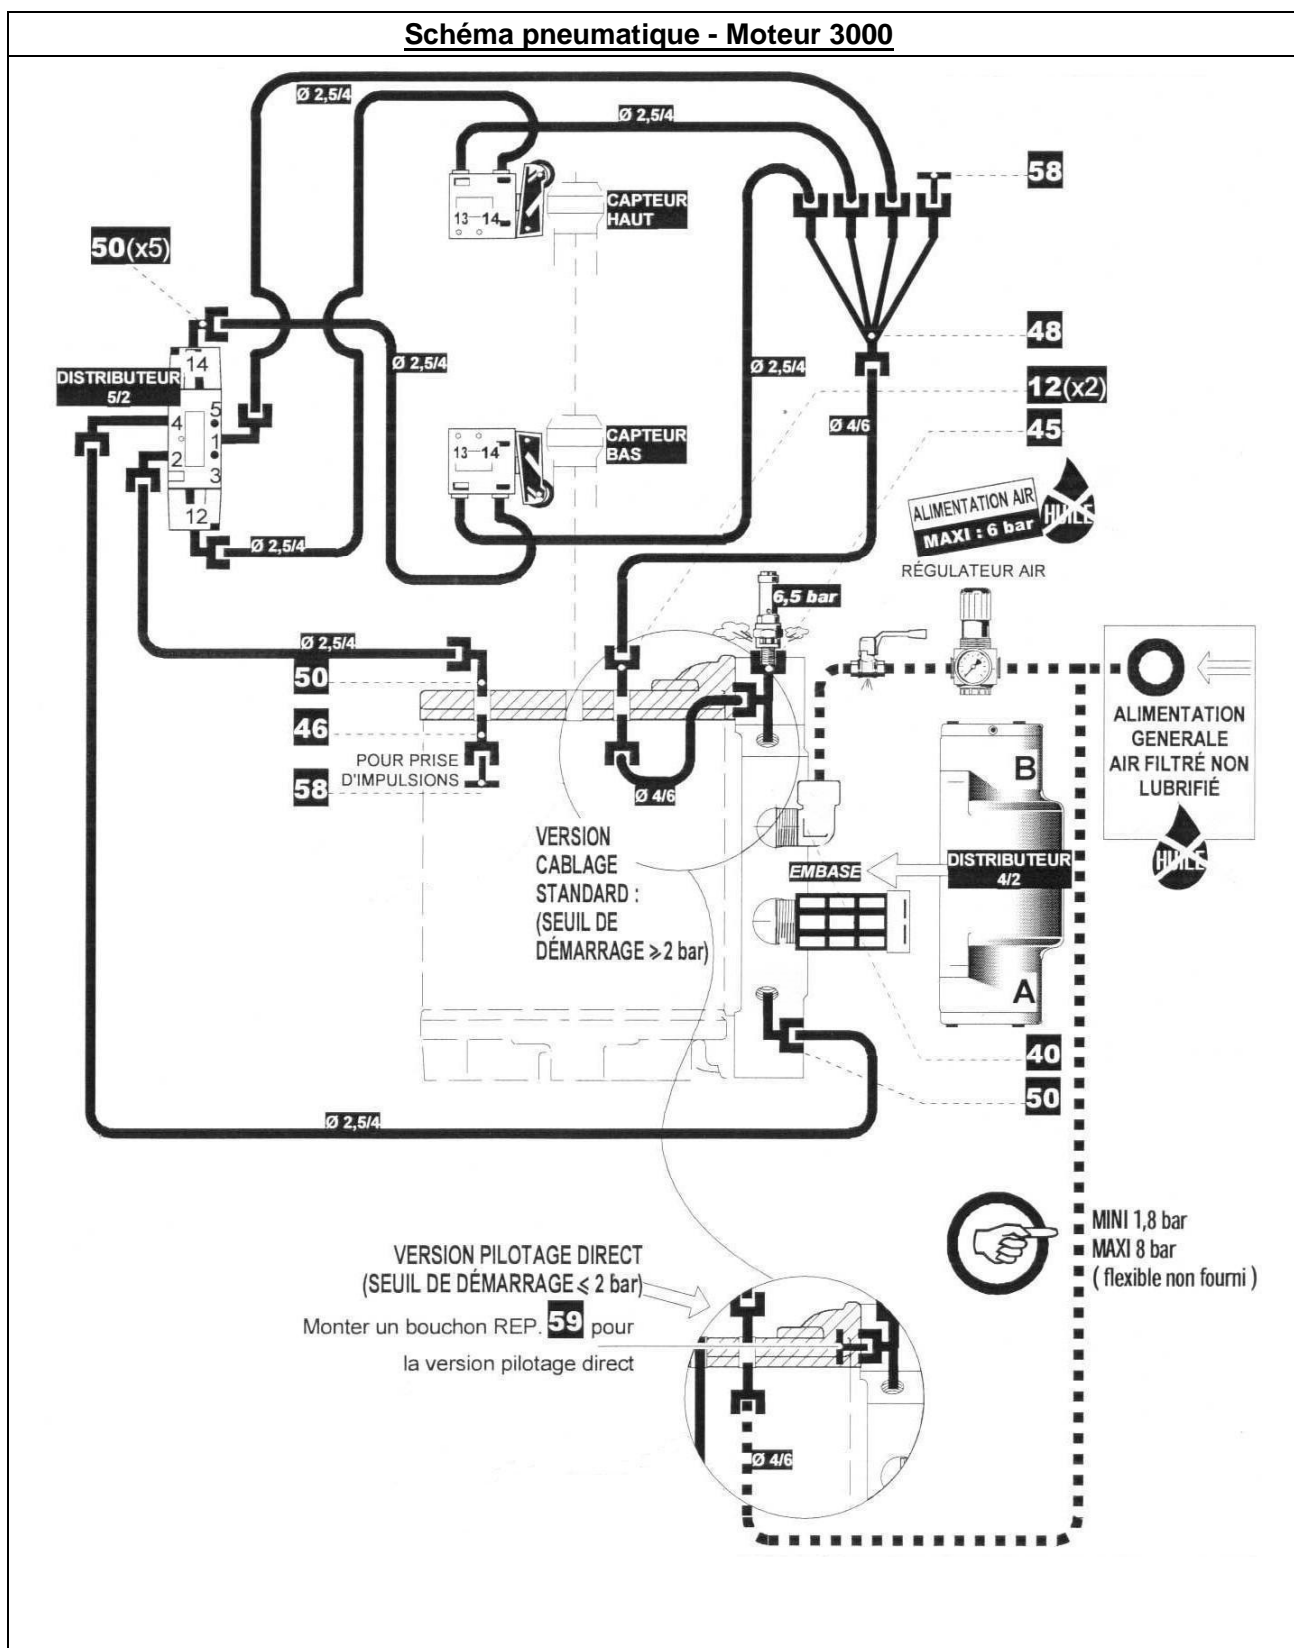 Schéma pneumatique - Moteur 3000
Ø 2,5/4
Ø 2,5/4
58
CAPTEUR
HAUT
13 14
50(x5)
48
14
DISTRIBUTEUR
5/2
Ø 2,5/4
Ø 2,5/4
12(x2)
5
4
1
2
3
Ø 4/6
45
CAPTEUR
BAS
13 14
12
Ø 2,5/4
ALIMENTATION AIR
MAXI : 6 bar
HUILE
RÉGULATEUR AIR
6,5 bar
Ø 2,5/4
50
46
POUR PRISE
D'IMPULSIONS
58
Ø 4/6
ALIMENTATION
GENERALE
AIR FILTRÉ NON
LUBRIFIÉ
HUILE
B
VERSION
CABLAGE
STANDARD :
(SEUIL DE
DÉMARRAGE ⩾ 2 bar)
EMBASE
DISTRIBUTEUR
4/2
A
40
50
Ø 2,5/4
MINI 1,8 bar
MAXI 8 bar
( flexible non fourni )
VERSION PILOTAGE DIRECT
(SEUIL DE DÉMARRAGE ⩽ 2 bar)
Monter un bouchon REP. 59 pour
la version pilotage direct
Ø 4/6